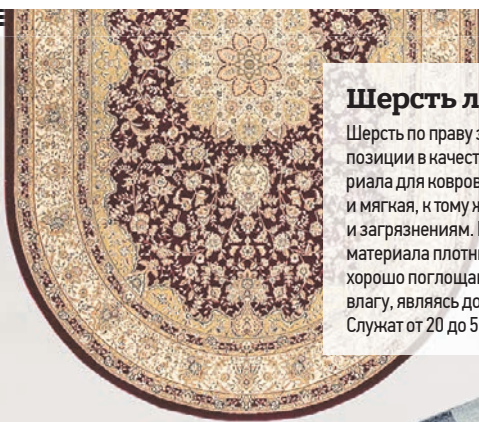 Шерсть л
Шерсть по праву з
позиции в качест
риала для ковров
и мягкая, к тому ж
и загрязнениям.
материала плотн
хорошо поглоща
влагу, являясь до
Служат от 20 до 5